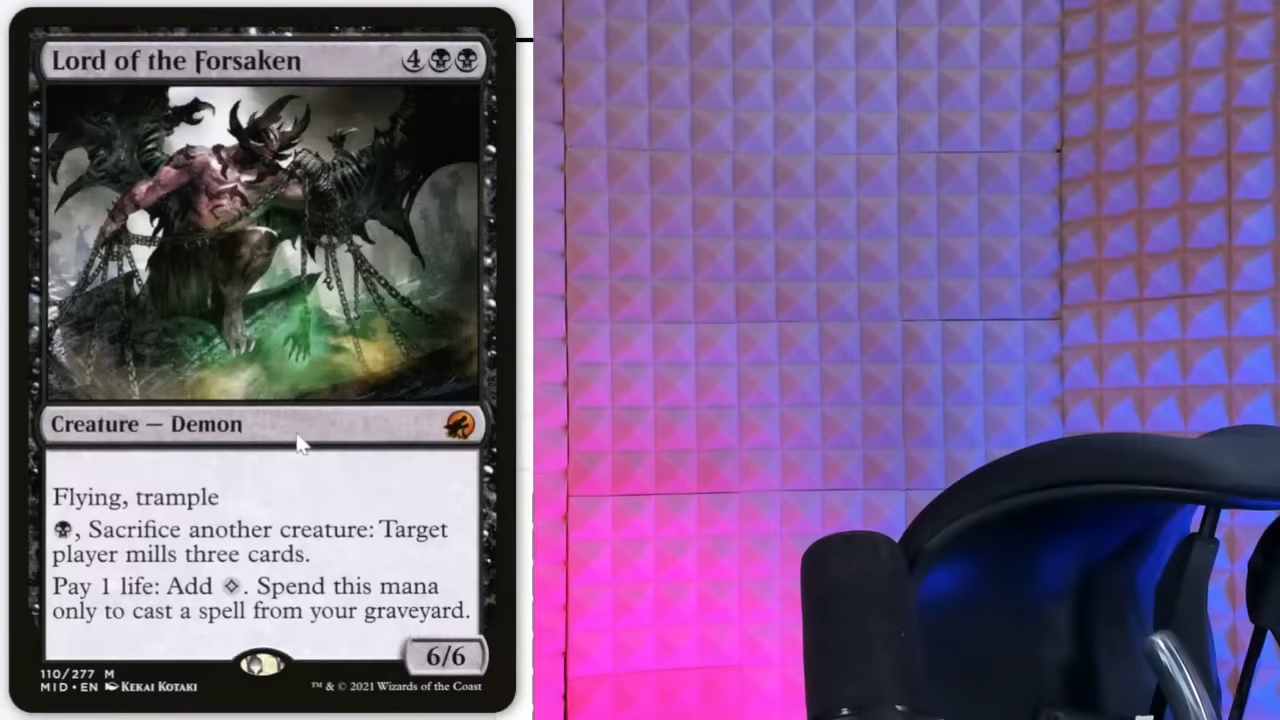 Lord of the Forsaken 4
Creature — Demon
Flying, trample
, Sacrifice another creature: Target
player mills three cards.
Pay 1 life: Add . Spend this mana
only to cast a spell from your graveyard.
6/6
110/277 M
MID • EN KEKAI KOTAKI
™ & © 2021 Wizards of the Coast